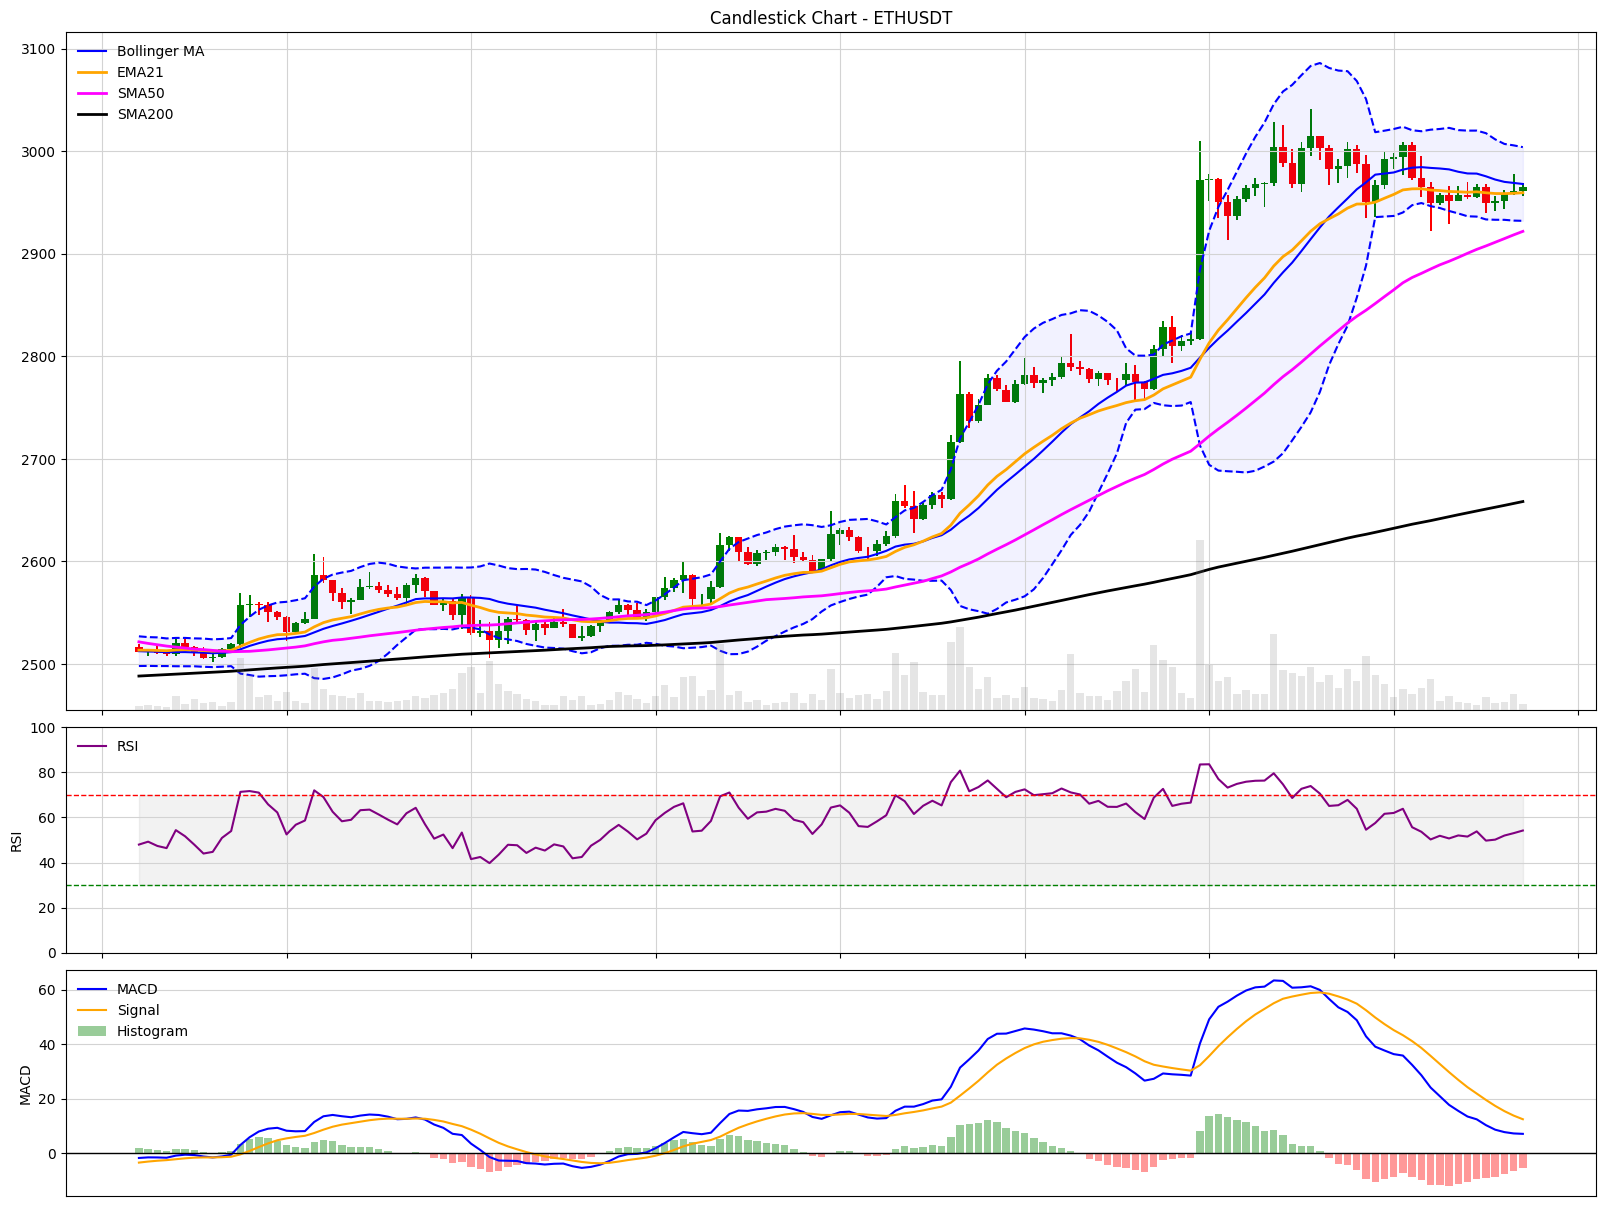 Candlestick Chart - ETHUSDT
3100
3000
2900
2800
2700
2600
2500
Bollinger MA
EMA21
SMA50
SMA200
100
80
60
40
20
0
RSI
RSI
60
40
20
0
MACD
MACD
Signal
Histogram